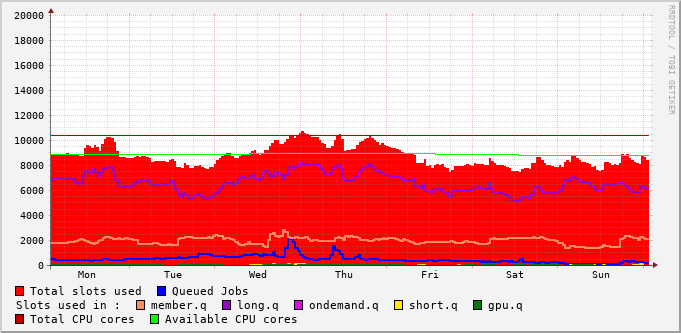 20000
18000
16000
14000
12000
10000
8000
6000
4000
2000
0
Mon Tue Wed Thu Fri Sat Sun
RRDTOOL / TOBI OETIKER
Total slots used Queued Jobs
Slots used in : member.q long.q ondemand.q short.q gpu.q
Total CPU cores Available CPU cores